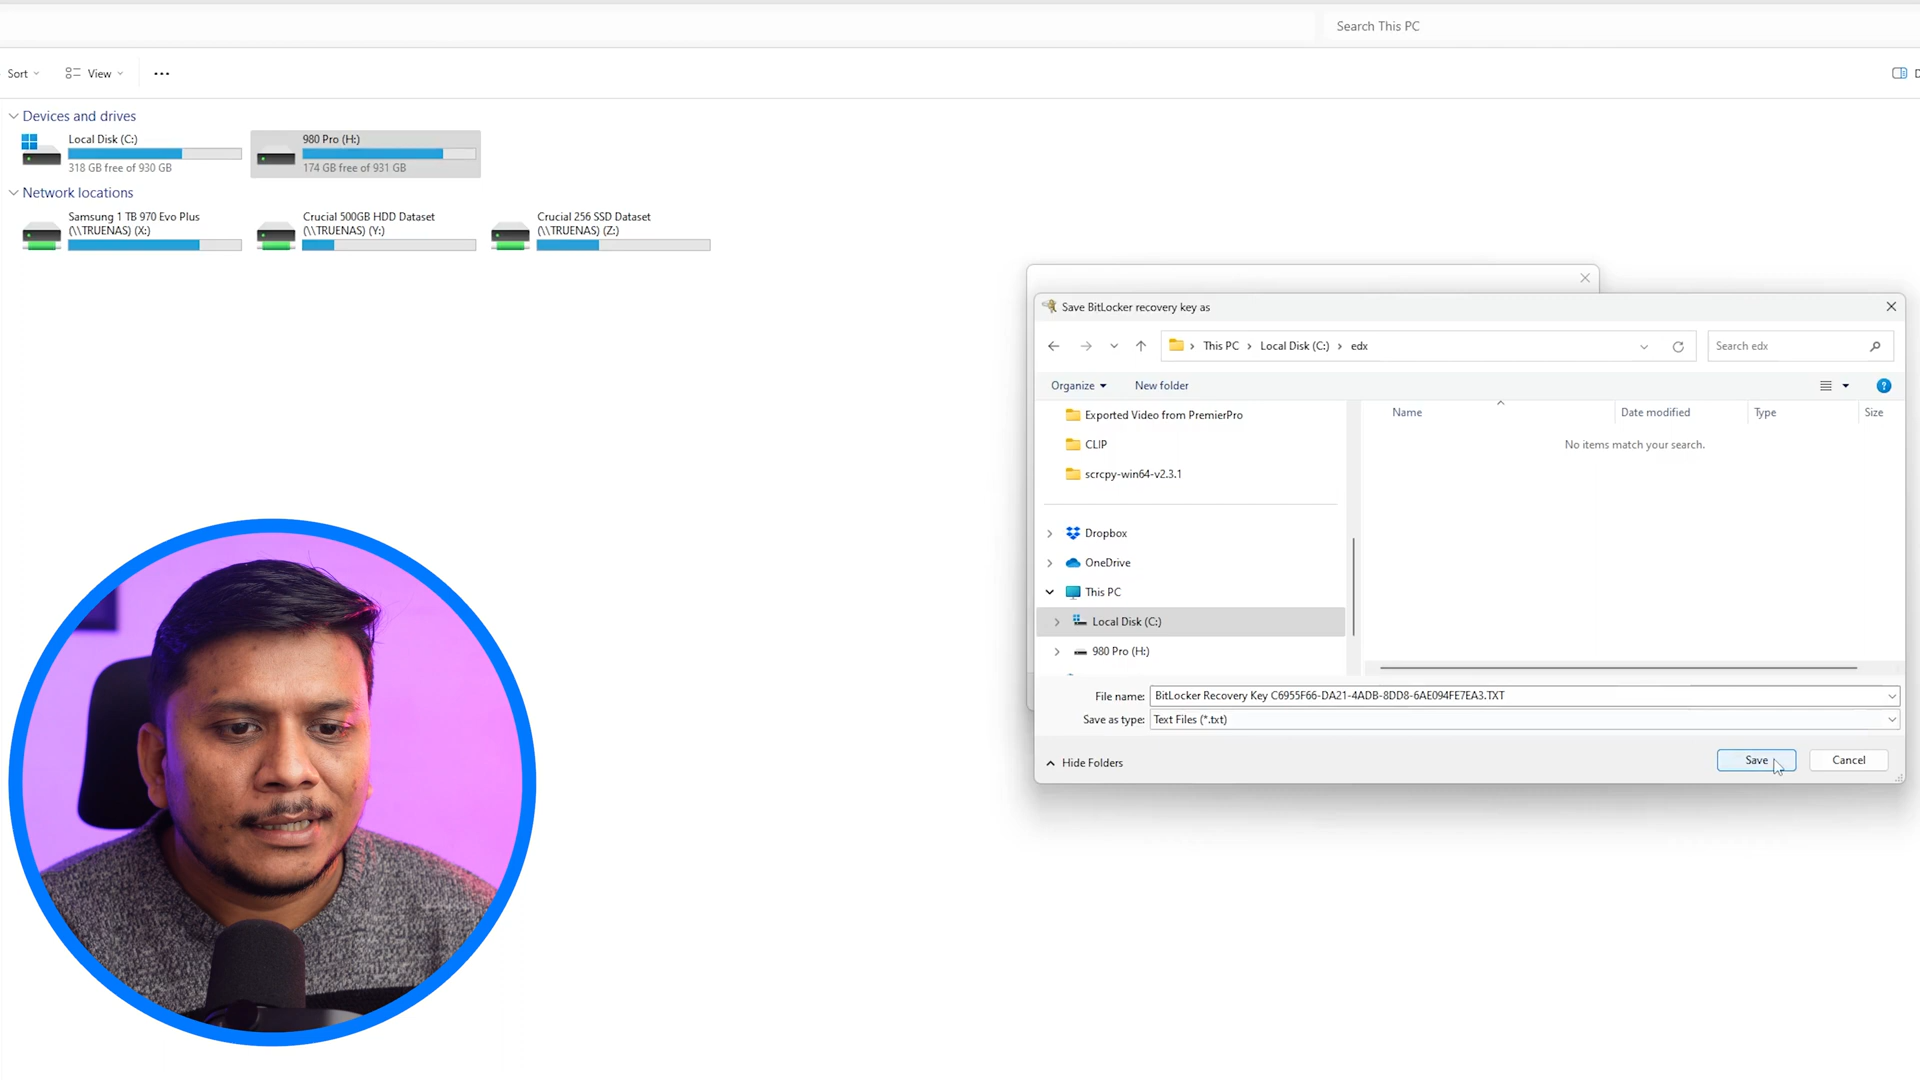 Search This PC
Sort
View
...
D
Devices and drives
Local Disk (C:)
318 GB free of 930 GB
980 Pro (H:)
174 GB free of 931 GB
Network locations
Samsung 1 TB 970 Evo Plus
(\\TRUENAS) (X:)
Crucial 500GB HDD Dataset
(\\TRUENAS) (Y:)
Crucial 256 SSD Dataset
(\\TRUENAS) (Z:)
Save BitLocker recovery key as
This PC > Local Disk (C:) > edx
Search edx
Organize
New folder
Name
Date modified
Type
Size
No items match your search.
Exported Video from PremierPro
CLIP
scrcpy-win64-v2.3.1
Dropbox
OneDrive
This PC
Local Disk (C:)
980 Pro (H:)
File name: BitLocker Recovery Key C6955F66-DA21-4ADB-8DD8-6AE094FE7EA3.TXT
Save as type: Text Files (*.txt)
Hide Folders
Save
Cancel